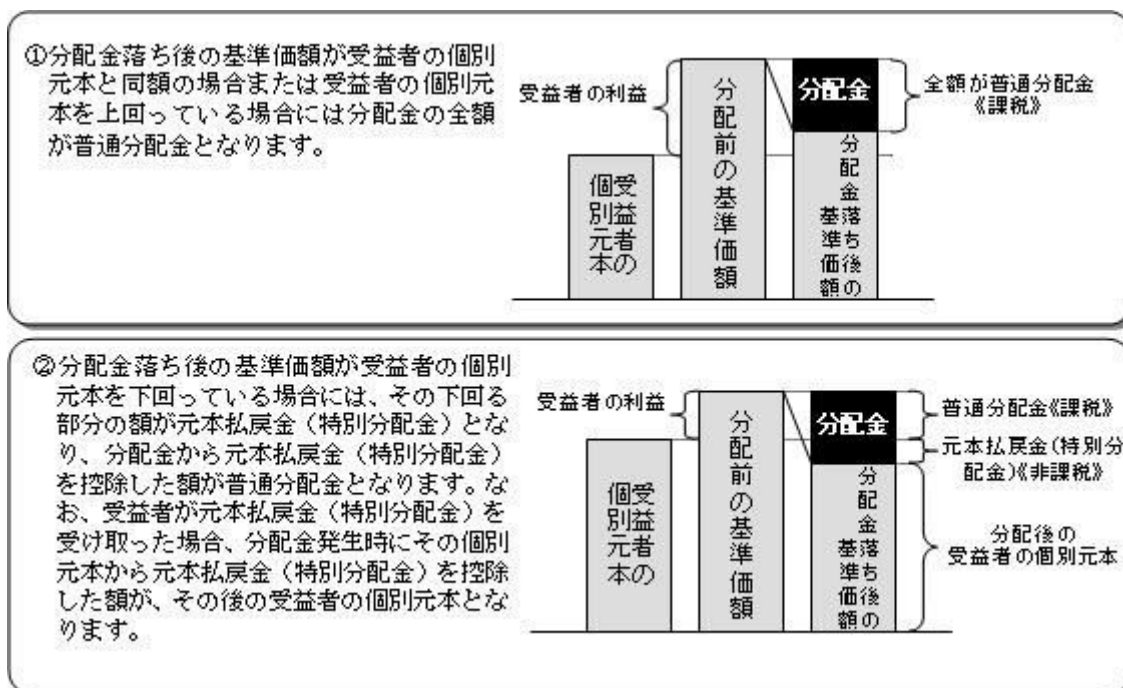 ①分配金落ち後の基準価額が受益者の個別
元本と同額の場合または受益者の個別元
本を上回っている場合には分配金の全額
が普通分配金となります。
受益者の利益
受益者の
個別元本
分配前の基準価額
分配金
分配金落ち後の
基準価額
全額が普通分配金
《課税》
②分配金落ち後の基準価額が受益者の個別
元本を下回っている場合には、その下回る
部分の額が元本払戻金（特別分配金）とな
り、分配金から元本払戻金（特別分配金）
を控除した額が普通分配金となります。な
お、受益者が元本払戻金（特別分配金）を
受け取った場合、分配金発生時にその個別
元本から元本払戻金（特別分配金）を控除
した額が、その後の受益者の個別元本とな
ります。
受益者の利益
受益者の
個別元本
分配前の基準価額
分配金
分配金落ち後の
基準価額
普通分配金《課税》
元本払戻金(特別分
配金)《非課税》
分配後の
受益者の個別元本